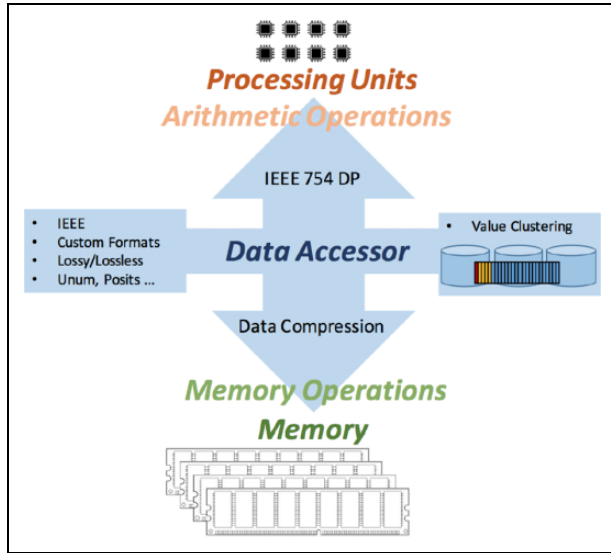 Processing Units
Arithmetic Operations
IEEE 754 DP
• IEEE
• Custom Formats
• Lossy/Lossless
• Unum, Posits ...
Data Accessor
• Value Clustering
Data Compression
Memory Operations
Memory